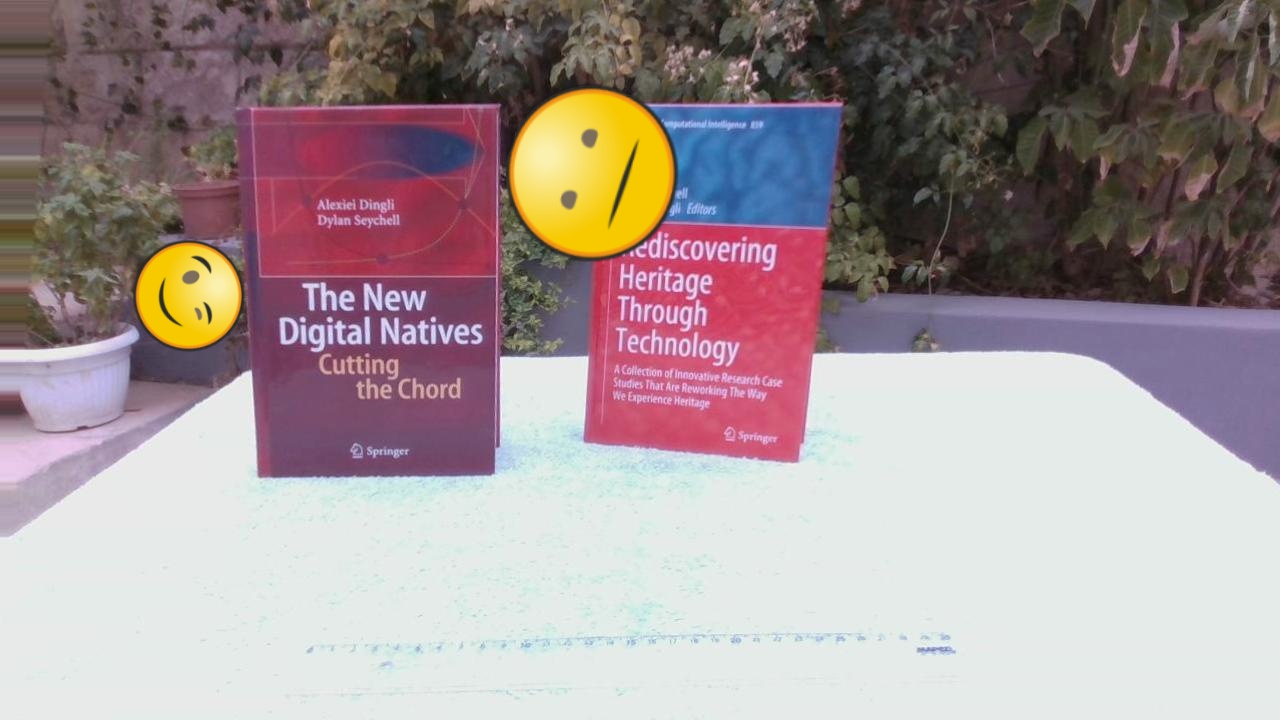 Alexiei Dingli
Dylan Seychell
The New
Digital Natives
Cutting
the Chord
Springer
Computational Intelligence 859
Editors
Heritage
Through
Technology
A Collection of Innovative Research Case
Studies That Are Reworking The Way
We Experience Heritage
Springer